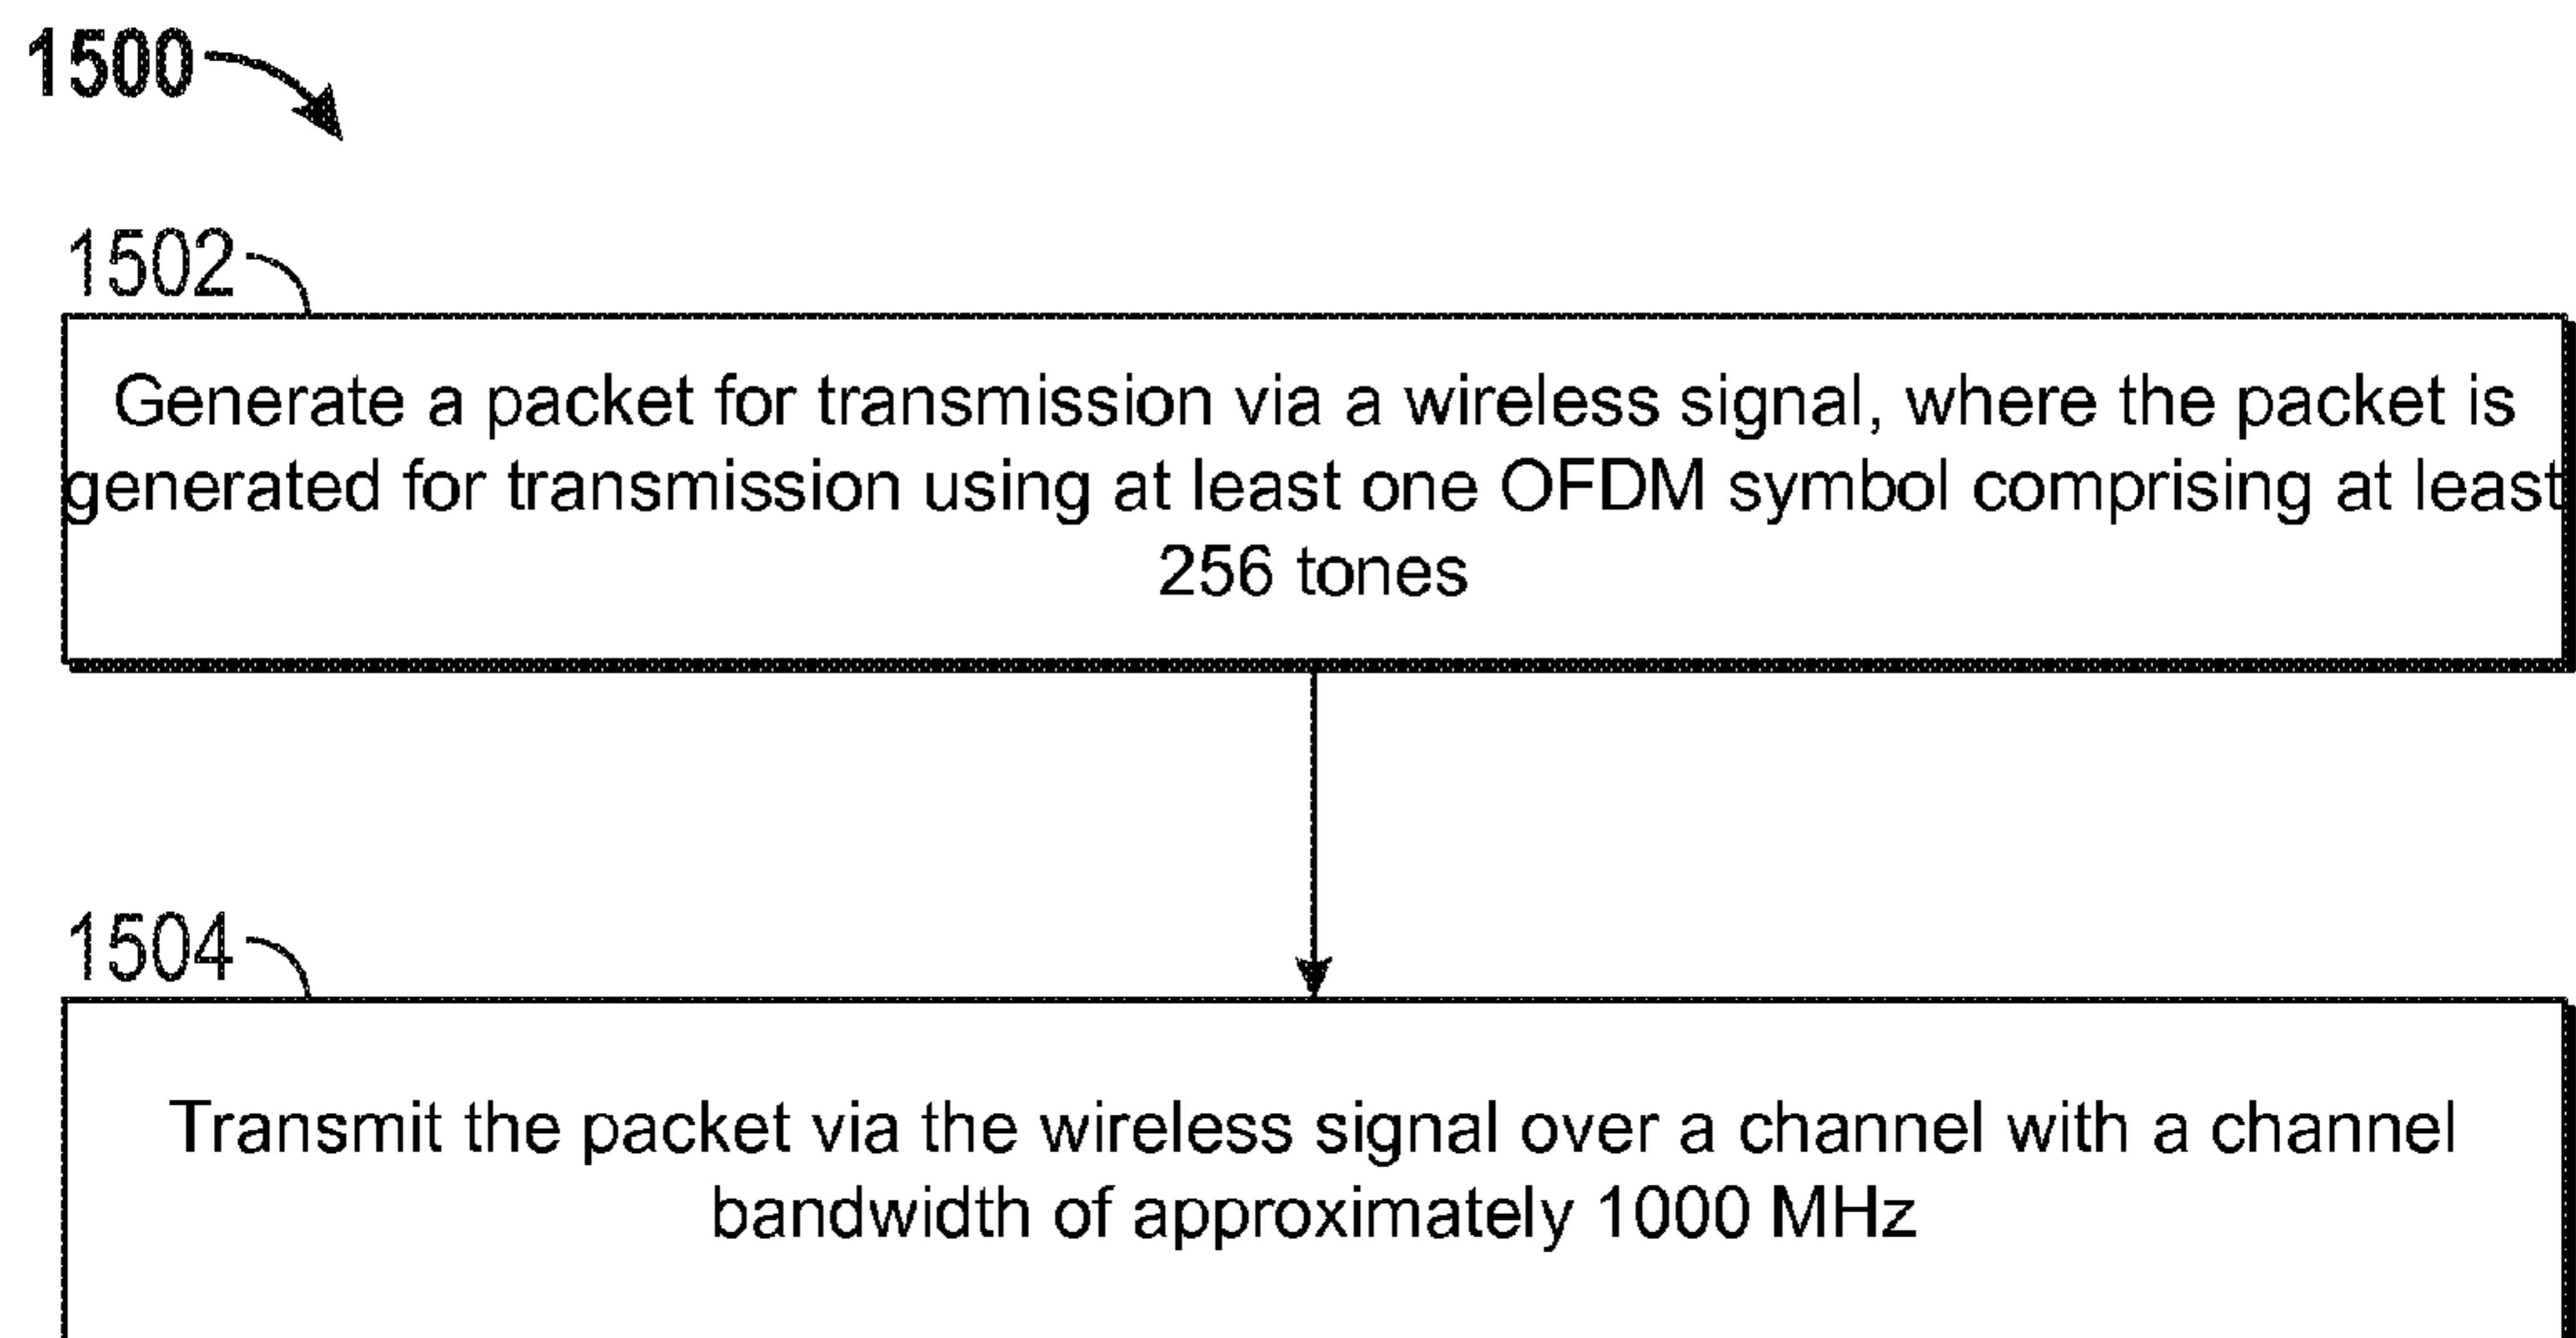 1500
1502
Generate a packet for transmission via a wireless signal, where the packet is
generated for transmission using at least one OFDM symbol comprising at least
256 tones
1504
Transmit the packet via the wireless signal over a channel with a channel
bandwidth of approximately 1000 MHz